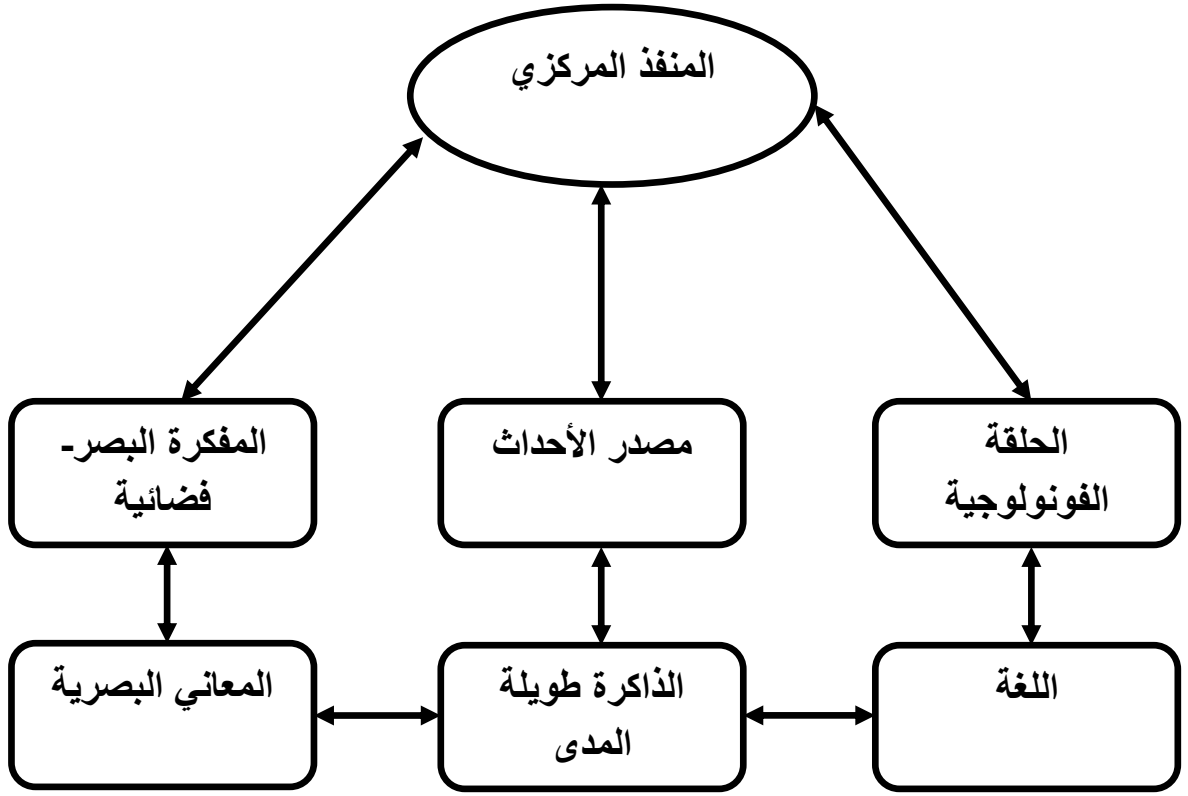 المنفذ المركزي
الحلقة
الفونولوجية
مصدر الأحداث
المفكرة البصر-
فضائية
اللغة
الذاكرة طويلة
المدى
المعاني البصرية